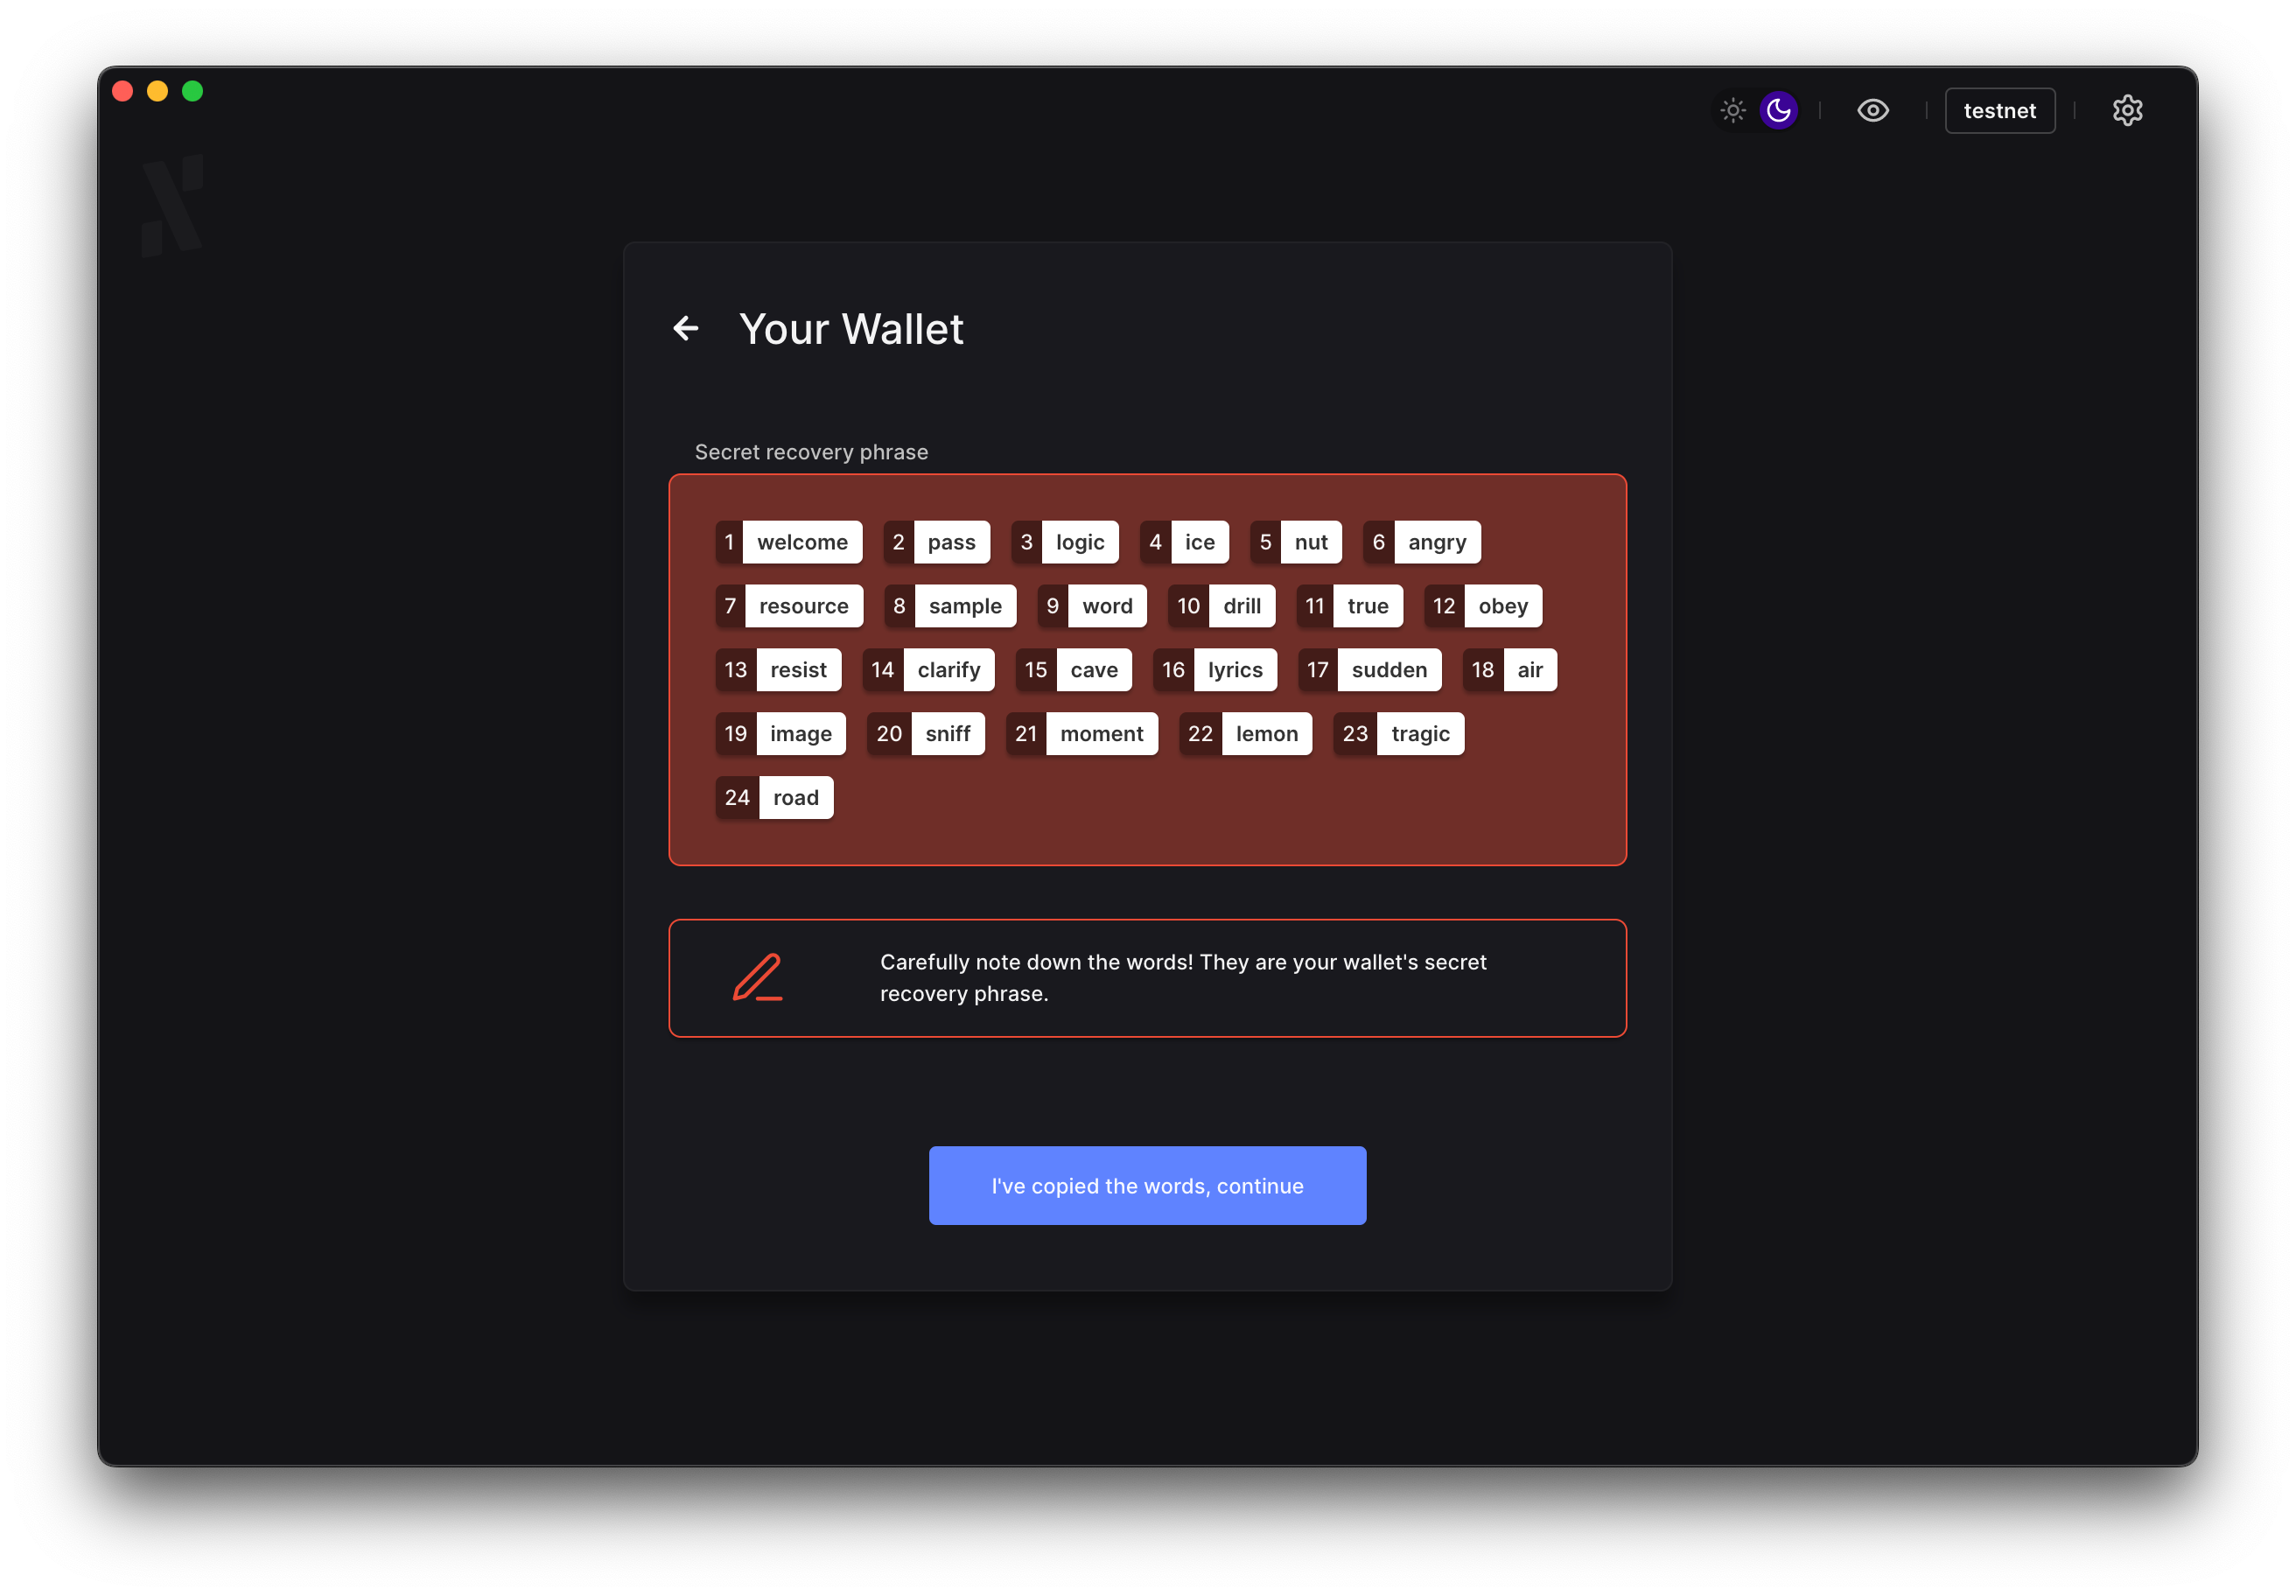 testnet
Your Wallet
Secret recovery phrase
1 welcome 2 pass 3 logic 4 ice 5 nut 6 angry
7 resource 8 sample 9 word 10 drill 11 true 12 obey
13 resist 14 clarify 15 cave 16 lyrics 17 sudden 18 air
19 image 20 sniff 21 moment 22 lemon 23 tragic
24 road
Carefully note down the words! They are your wallet's secret
recovery phrase.
I've copied the words, continue